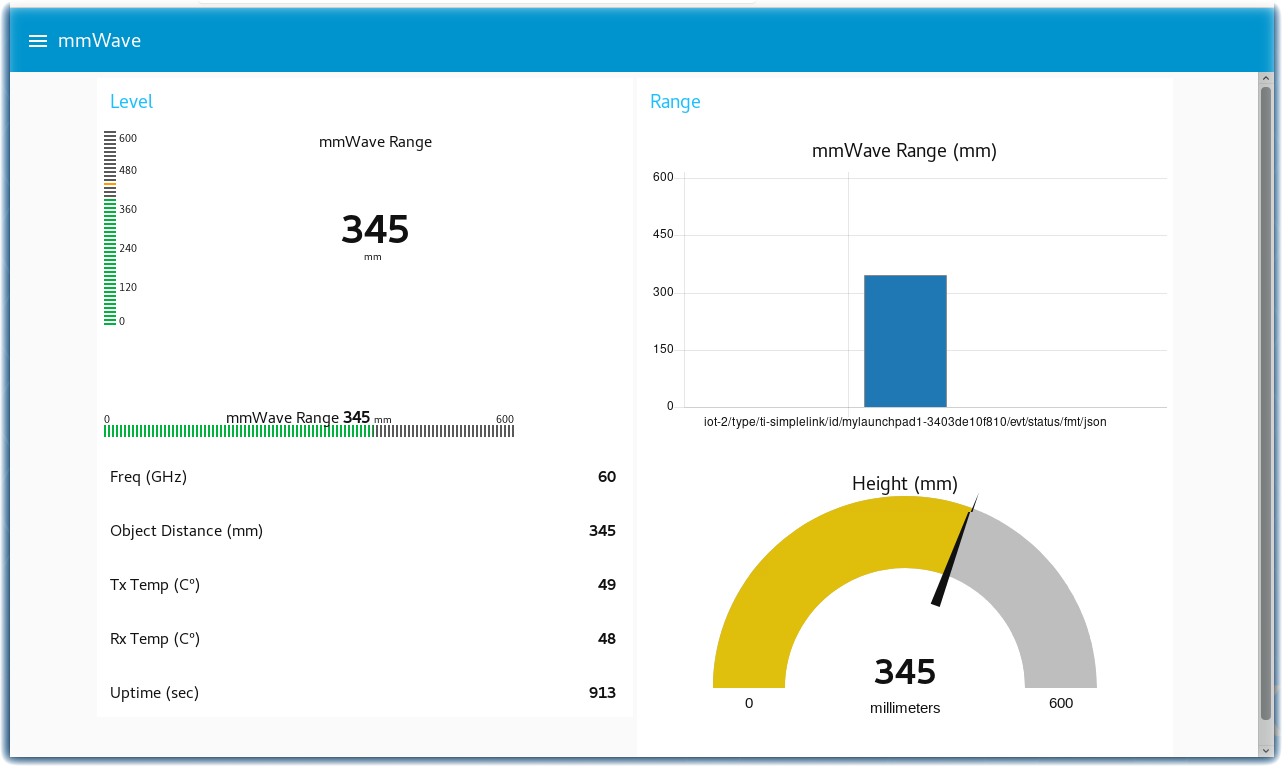 mmWave
Level
600
480
360
240
120
0
mmWave Range
345
mm
0
mmWave Range 345 mm
600
Freq (GHz) 60
Object Distance (mm) 345
Tx Temp (C°) 49
Rx Temp (C°) 48
Uptime (sec) 913
Range
mmWave Range (mm)
600
450
300
150
0
iot-2/type/ti-simplelink/id/mylaunchpad1-3403de10f810/evt/status/fmt/json
Height (mm)
345
millimeters
0
600